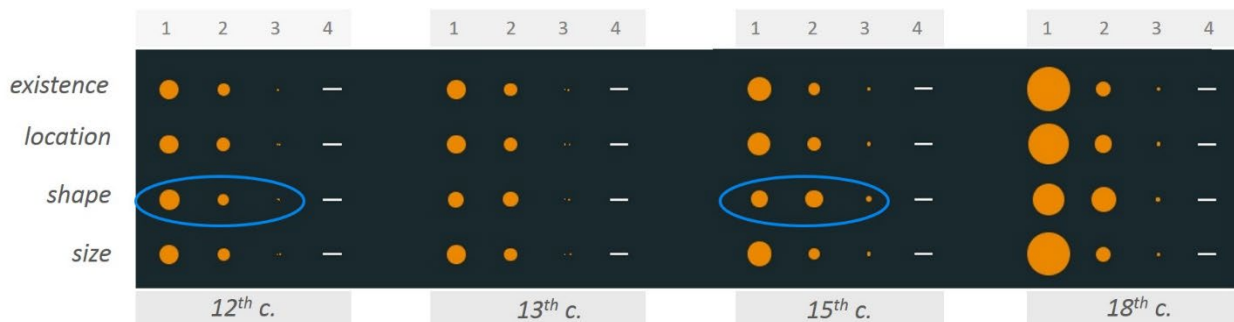 1 2 3 4 1 2 3 4 1 2 3 4 1 2 3 4
existence
location
shape
size
12th c. 13th c. 15th c. 18th c.